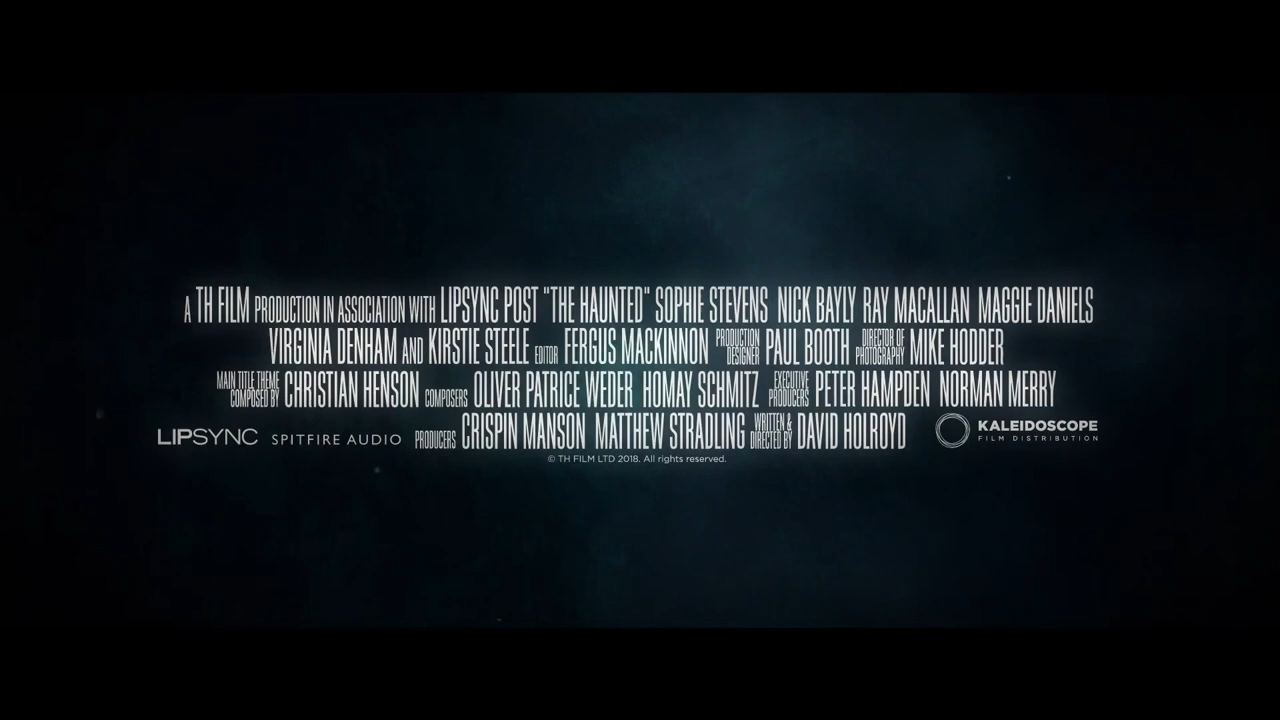 A TH FILM PRODUCTION IN ASSOCIATION WITH LIPSYNC POST "THE HAUNTED" SOPHIE STEVENS NICK BAYLY RAY MACALLAN MAGGIE DANIELS
VIRGINIA DENHAM AND KIRSTIE STEELE EDITOR FERGUS MACKINNON PRODUCTION DESIGNER PAUL BOOTH DIRECTOR OF PHOTOGRAPHY MIKE HODDER
MAIN TITLE THEME COMPOSED BY CHRISTIAN HENSON COMPOSERS OLIVER PATRICE WEDER HOMAY SCHMITZ EXECUTIVE PRODUCERS PETER HAMPDEN NORMAN MERRY
LIPSYNC SPITFIRE AUDIO PRODUCERS CRISPIN MANSON MATTHEW STRADLING WRITTEN & DIRECTED BY DAVID HOLROYD KALEIDOSCOPE FILM DISTRIBUTION
© TH FILM LTD 2018. All rights reserved.